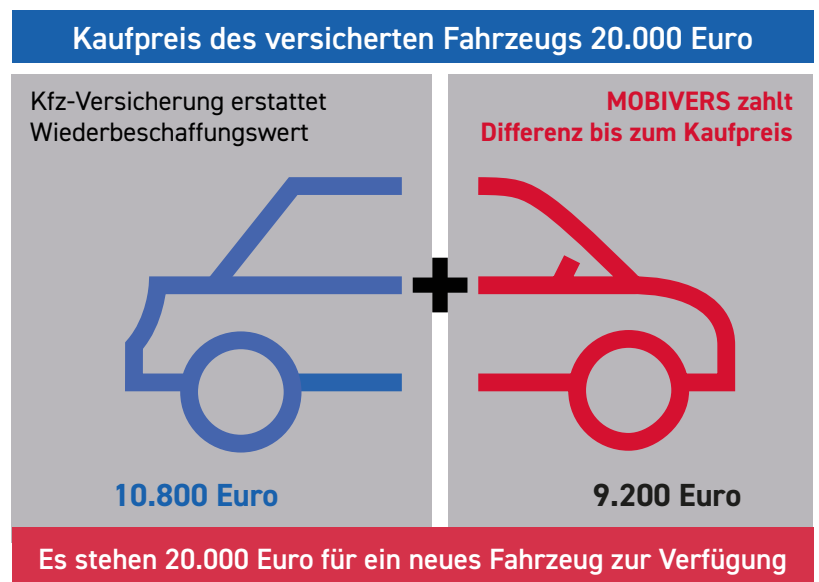 Kaufpreis des versicherten Fahrzeugs 20.000 Euro
Kfz-Versicherung erstattet
Wiederbeschaffungswert
MOBIVERS zahlt
Differenz bis zum Kaufpreis
10.800 Euro
9.200 Euro
Es stehen 20.000 Euro für ein neues Fahrzeug zur Verfügung